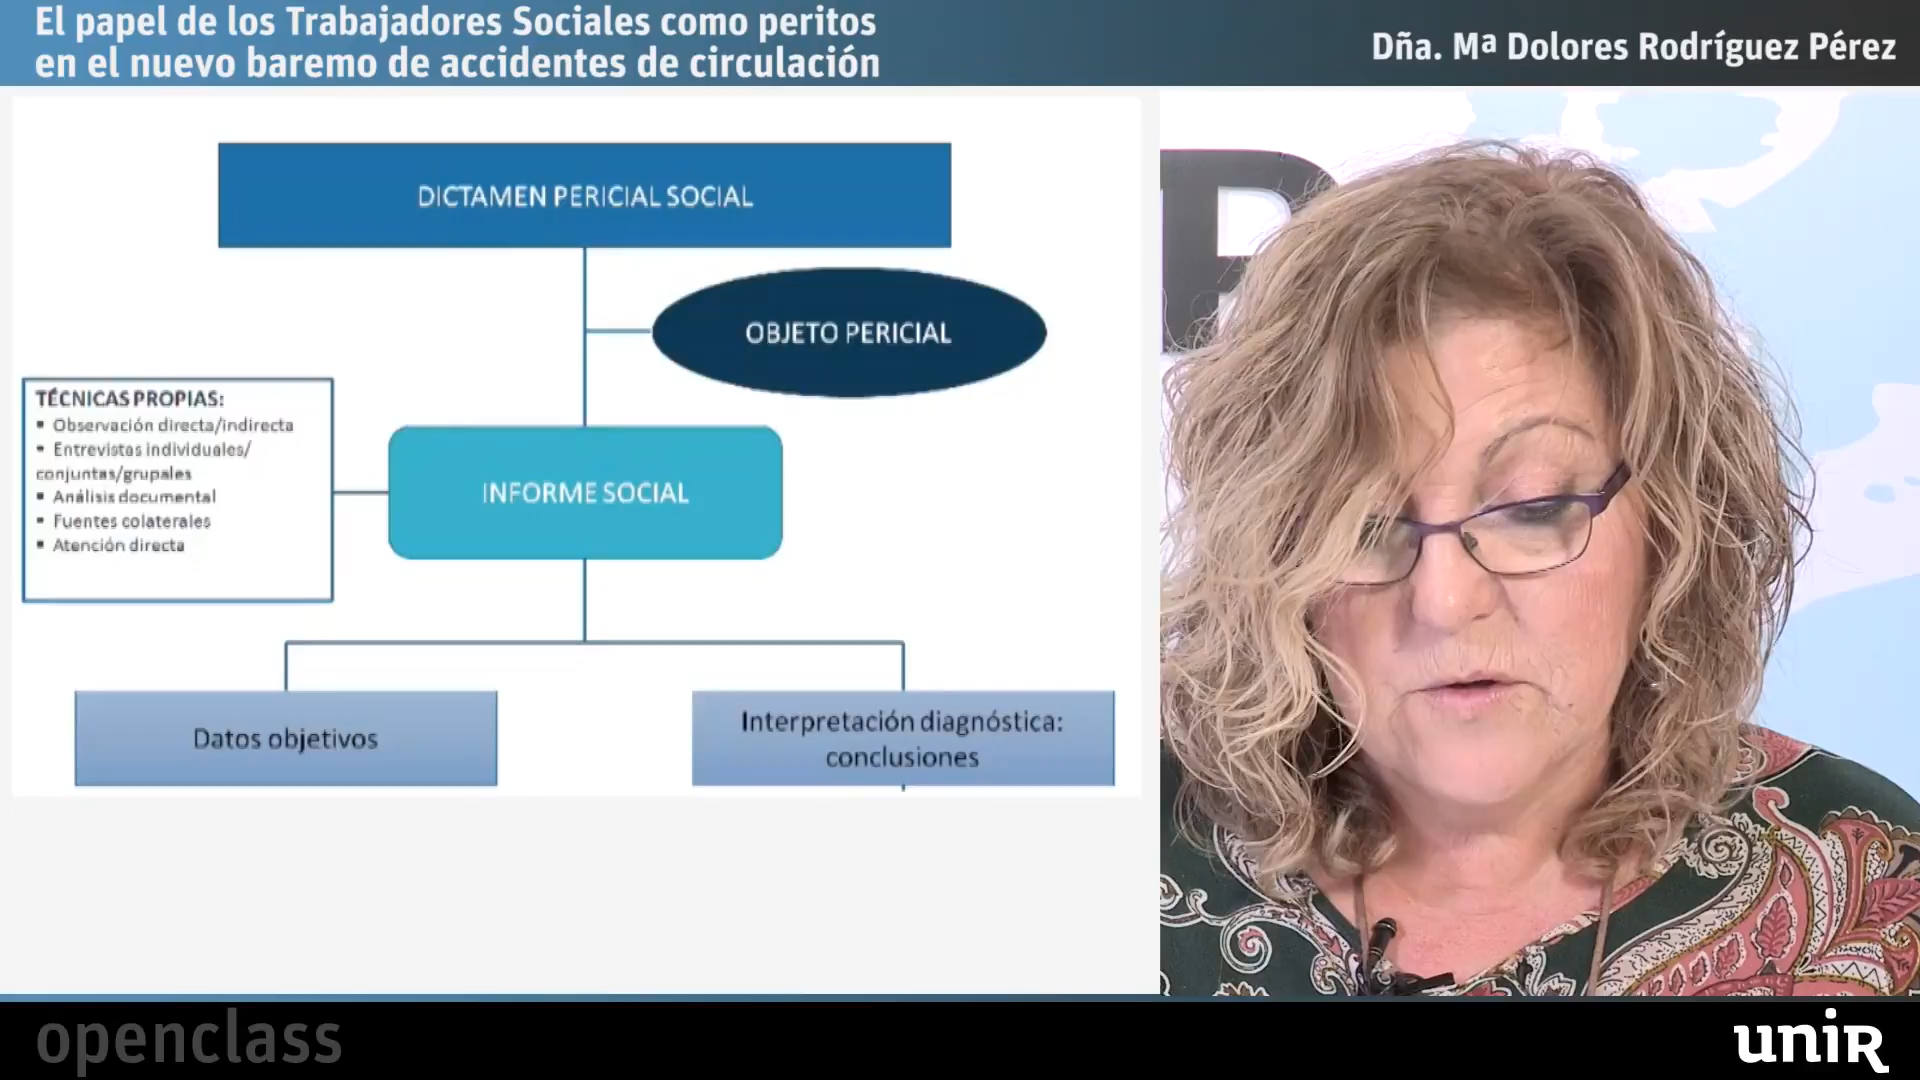 El papel de los Trabajadores Sociales como peritos
en el nuevo baremo de accidentes de circulación
Dña. Mª Dolores Rodríguez Pérez
DICTAMEN PERICIAL SOCIAL
OBJETO PERICIAL
TÉCNICAS PROPIAS:
▪ Observación directa/indirecta
▪ Entrevistas individuales/
conjuntas/grupales
▪ Análisis documental
▪ Fuentes colaterales
▪ Atención directa
INFORME SOCIAL
Datos objetivos
Interpretación diagnóstica:
conclusiones
openclass
unir